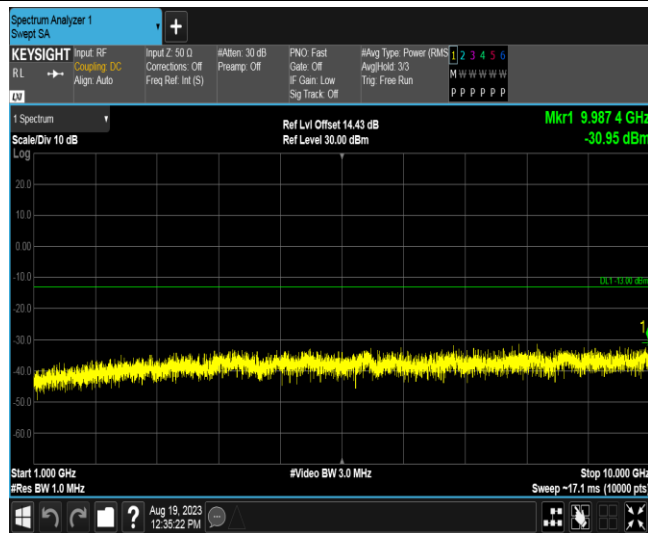 Spectrum Analyzer 1
Swept SA
KEYSIGHT
RL
LXI
Input: RF
Coupling: DC
Align: Auto
Input Z: 50 Ω
Corrections: Off
Freq Ref: Int (S)
#Atten: 30 dB
Preamp: Off
PNO: Fast
Gate: Off
IF Gain: Low
Sig Track: Off
#Avg Type: Power (RMS
Avg|Hold: 3/3
Trig: Free Run
1 2 3 4 5 6
M W W W W W
P P P P P P
1 Spectrum
Scale/Div 10 dB
Log
Ref Lvl Offset 14.43 dB
Ref Level 30.00 dBm
Mkr1 9.987 4 GHz
-30.95 dBm
20.0
10.0
0.00
-10.0
DL1 -13.00 dBm
-20.0
1
-30.0
-40.0
-50.0
-60.0
Start 1.000 GHz
#Res BW 1.0 MHz
#Video BW 3.0 MHz
Stop 10.000 GHz
Sweep ~17.1 ms (10000 pts)
?
Aug 19, 2023
12:35:22 PM